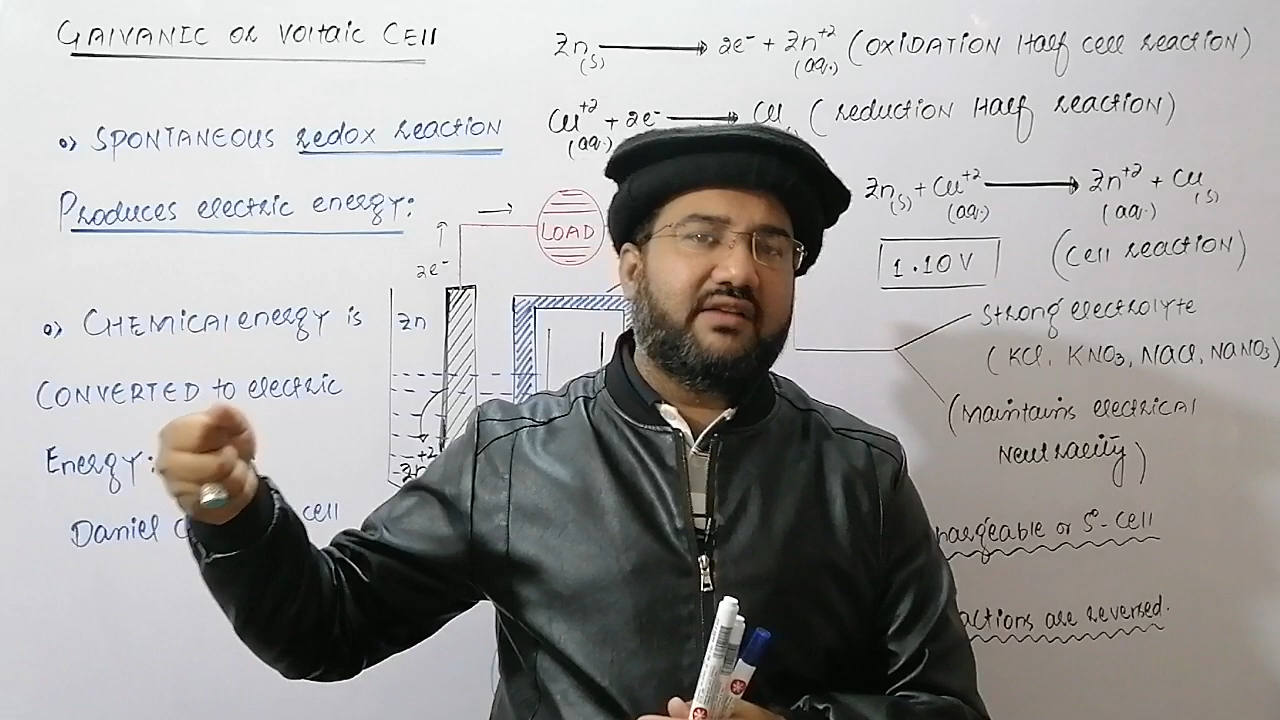 GALVANIC OR VOLTAIC CELL
o) SPONTANEOUS REDOX REACTION
PRODUCES ELECTRIC ENERGY:
o) CHEMICAL ENERGY IS
CONVERTED TO ELECTRIC
ENERGY:
DANIEL CELL
Zn(s) → 2e⁻ + Zn⁺² (aq.) (OXIDATION HALF CELL REACTION)
Cu⁺² (aq.) + 2e⁻ → Cu (REDUCTION HALF REACTION)
Zn(s) + Cu⁺² (aq.) → Zn⁺² (aq.) + Cu(s)
1.10V (CELL REACTION)
LOAD
2e⁻
Zn
+2
Zn
STRONG ELECTROLYTE
(KCl, KNO₃, NaCl, NaNO₃)
(MAINTAINS ELECTRICAL
NEUTRALITY)
OR S°-CELL
ARE REVERSED.